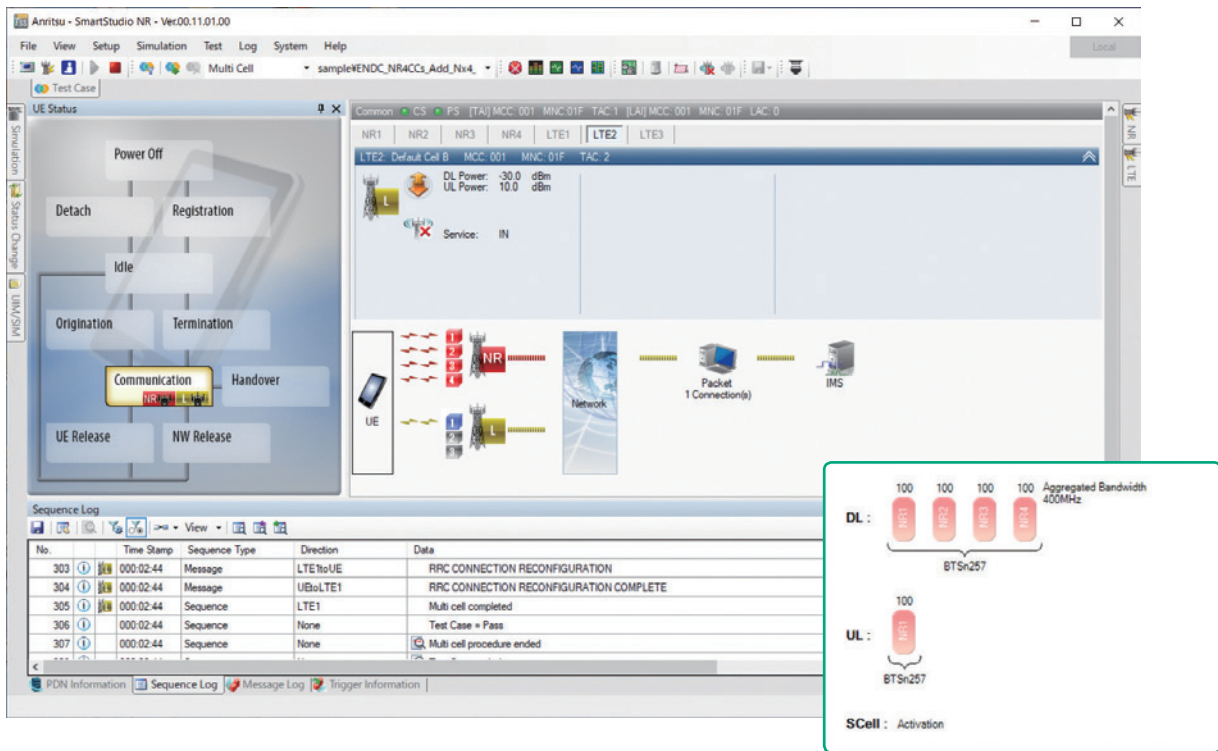 Anritsu - SmartStudio NR - Ver.00.11.01.00
File View Setup Simulation Test Log System Help
Local
Multi Cell
sample¥ENDC_NR4CCs_Add_Nx4_
Test Case
UE Status
Simulation
Status Change
UIM/SIM
Power Off
Detach
Registration
Idle
Origination
Termination
Communication
NR
L
Handover
UE Release
NW Release
Common CS PS [TAI] MCC: 001 MNC:01F TAC:1 [LAI] MCC: 001 MNC: 01F LAC: 0
NR1 NR2 NR3 NR4 LTE1 LTE2 LTE3
LTE2: Default Cell B MCC: 001 MNC: 01F TAC: 2
L
DL Power: -30.0 dBm
UL Power: 10.0 dBm
Service: IN
NR
LTE
UE
1
2
3
4
NR
1
2
3
L
Network
Packet
1 Connection(s)
IMS
Sequence Log
View
No. Time Stamp Sequence Type Direction Data
303 000:02:44 Message LTE1toUE RRC CONNECTION RECONFIGURATION
304 000:02:44 Message UEtoLTE1 RRC CONNECTION RECONFIGURATION COMPLETE
305 000:02:44 Sequence LTE1 Multi cell completed
306 000:02:44 Sequence None Test Case = Pass
307 000:02:44 Sequence None Multi cell procedure ended
PDN Information Sequence Log Message Log Trigger Information
100 100 100 100 Aggregated Bandwidth
400MHz
DL : NR1 NR2 NR3 NR4
BTSn257
100
UL : NR1
BTSn257
SCell : Activation